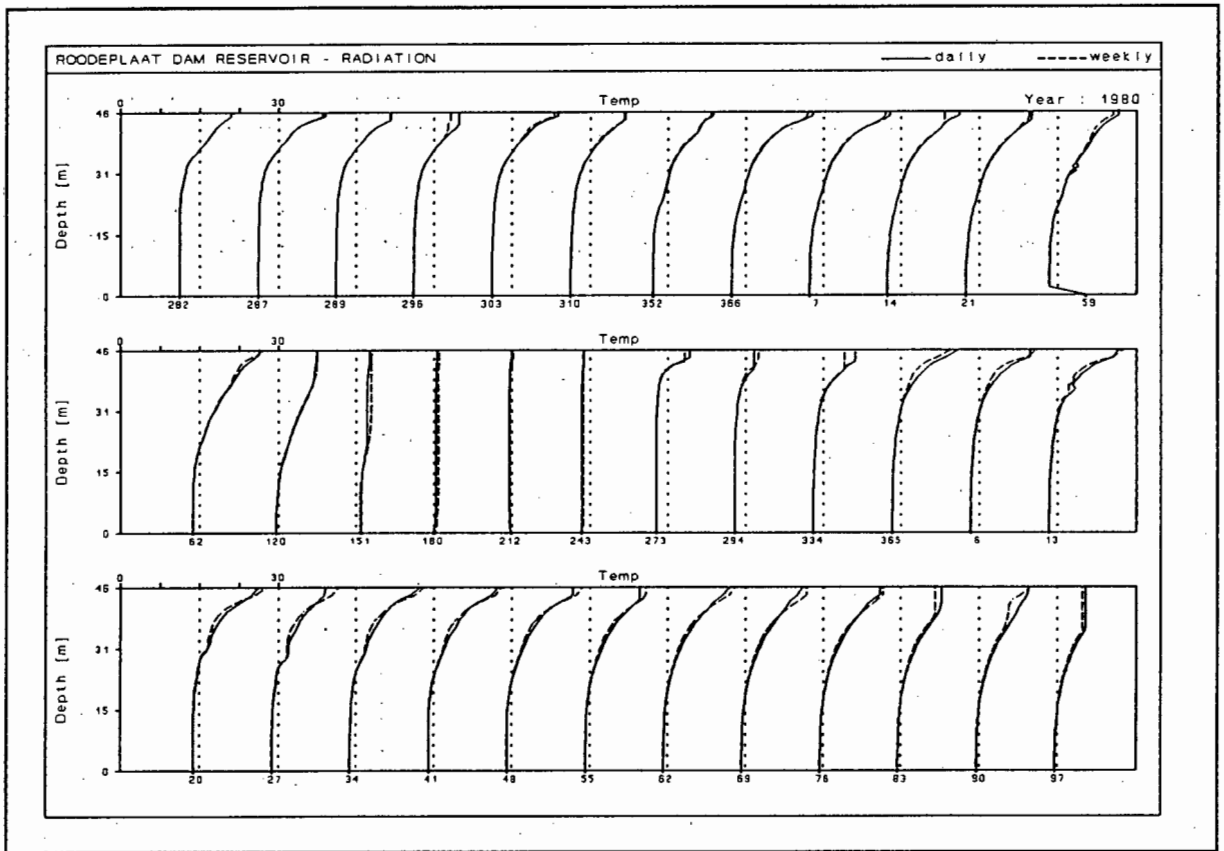 ROODEPLAAT DAM RESERVOIR - RADIATION daily weekly
0 30 Temp Year : 1980
46
31
Depth [m]
15
0
282 287 289 296 303 310 352 366 7 14 21 39
0 30 Temp
46
31
Depth [m]
15
0
62 120 151 180 212 243 273 294 334 365 6 13
0 30 Temp
46
31
Depth [m]
15
0
20 27 34 41 48 55 62 69 76 83 90 97